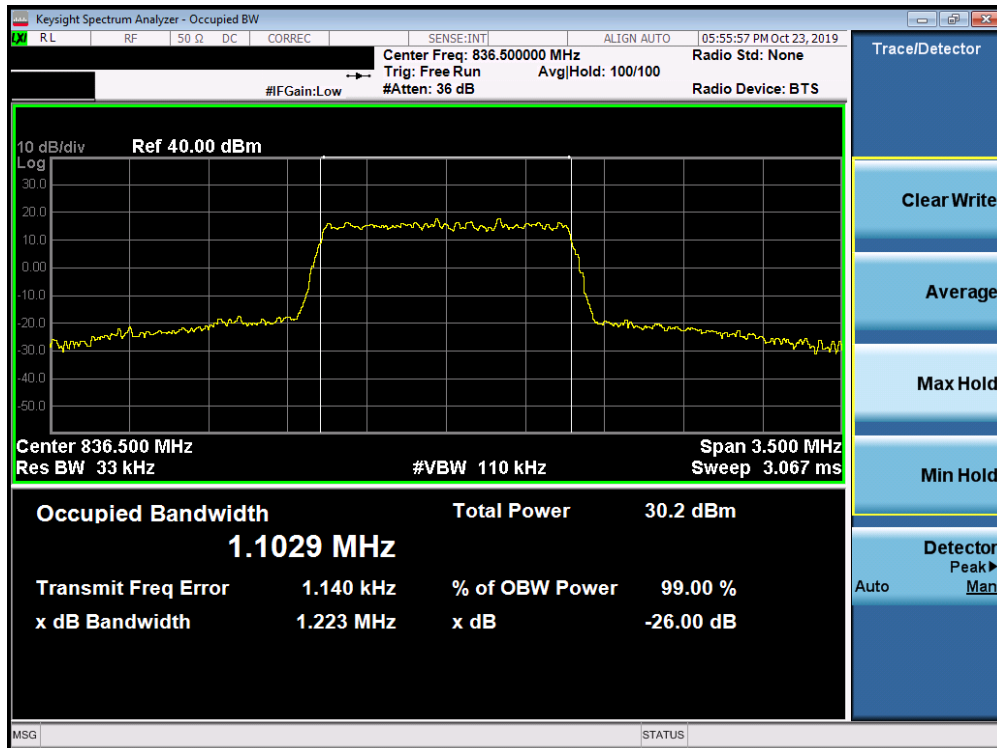 Keysight Spectrum Analyzer - Occupied BW
LXI RL RF 50 Ω DC CORREC SENSE:INT ALIGN AUTO 05:55:57 PM Oct 23, 2019
Center Freq: 836.500000 MHz Radio Std: None
Trig: Free Run Avg|Hold: 100/100
#IFGain:Low #Atten: 36 dB Radio Device: BTS
Trace/Detector
10 dB/div Ref 40.00 dBm
Log
30.0
20.0
10.0
0.00
-10.0
-20.0
-30.0
-40.0
-50.0
Center 836.500 MHz Span 3.500 MHz
Res BW 33 kHz #VBW 110 kHz Sweep 3.067 ms
Occupied Bandwidth Total Power 30.2 dBm
1.1029 MHz
Transmit Freq Error 1.140 kHz % of OBW Power 99.00 %
x dB Bandwidth 1.223 MHz x dB -26.00 dB
Clear Write
Average
Max Hold
Min Hold
Detector
Peak▶
Auto Man
MSG STATUS